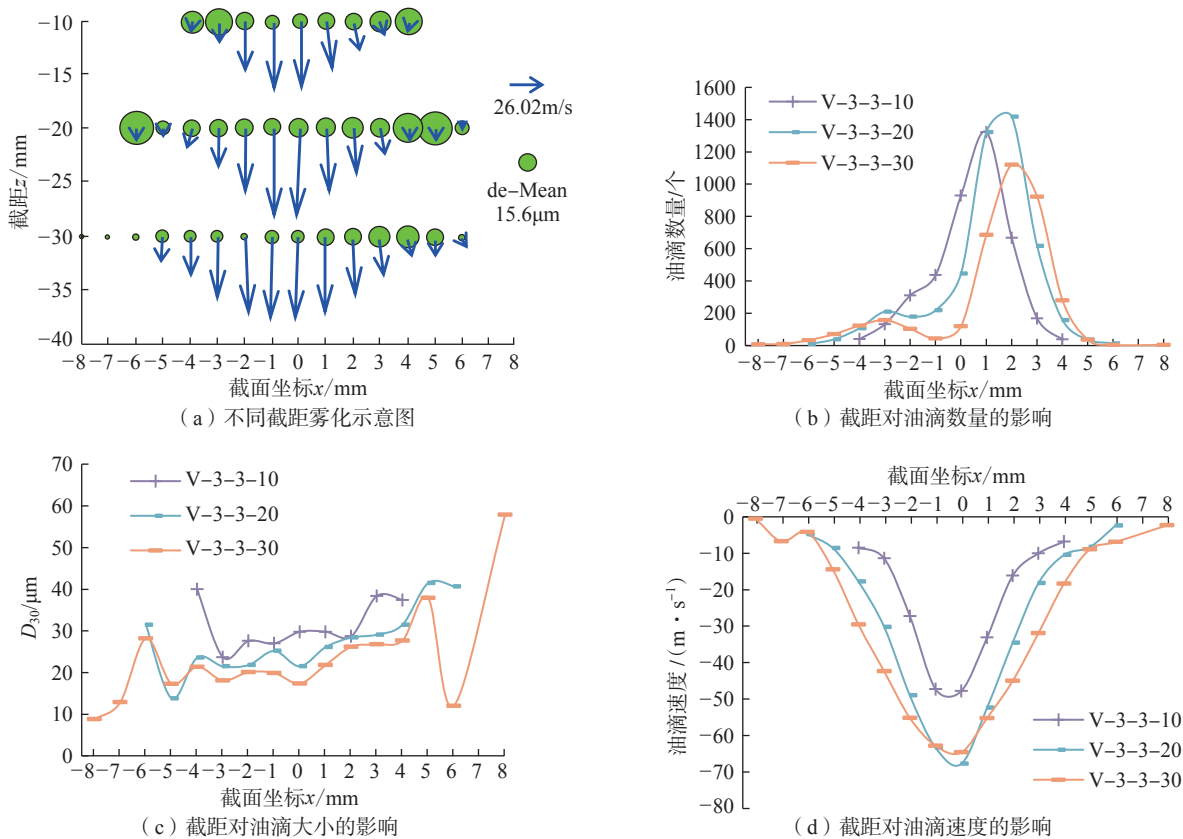 −10
−15
−20
−25
−30
−35
−40
截距z/mm
−8 −7 −6 −5 −4 −3 −2 −1 0 1 2 3 4 5 6 7 8
截面坐标x/mm
26.02m/s
de−Mean
15.6μm
（a）不同截距雾化示意图
1600
1400
1200
1000
800
600
400
200
0
油滴数量/个
V−3−3−10
V−3−3−20
V−3−3−30
−8 −7 −6 −5 −4 −3 −2 −1 0 1 2 3 4 5 6 8
截面坐标x/mm
（b）截距对油滴数量的影响
70
60
50
40
30
20
10
0
D30/μm
V−3−3−10
V−3−3−20
V−3−3−30
−8 −7 −6 −5 −4 −3 −2 −1 0 1 2 3 4 5 6 8
截面坐标x/mm
（c）截距对油滴大小的影响
截面坐标x/mm
−8 −7 −6 −5 −4 −3 −2 −1 0 1 2 3 4 5 6 8
0
−10
−20
−30
−40
−50
−60
−70
−80
油滴速度/(m·s−1)
V−3−3−10
V−3−3−20
V−3−3−30
（d）截距对油滴速度的影响